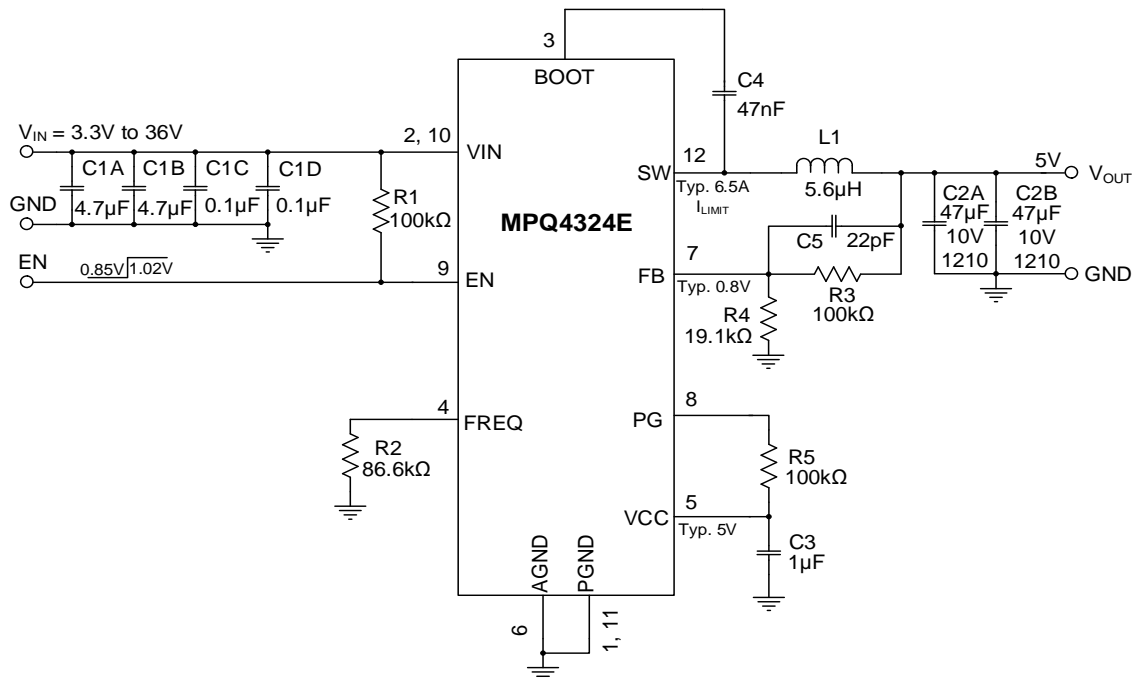 3
BOOT
C4
47nF
V_IN = 3.3V to 36V
2, 10
VIN
C1A
C1B
C1C
C1D
4.7µF
4.7µF
0.1µF
0.1µF
GND
R1
100kΩ
MPQ4324E
SW
12
Typ. 6.5A
I_LIMIT
L1
5.6µH
5V
V_OUT
C2A
47µF
10V
1210
C2B
47µF
10V
1210
GND
EN
0.85V
1.02V
9
EN
C5
22pF
7
FB
Typ. 0.8V
R3
100kΩ
R4
19.1kΩ
4
FREQ
R2
86.6kΩ
8
PG
R5
100kΩ
5
VCC
Typ. 5V
C3
1µF
AGND
PGND
6
1, 11